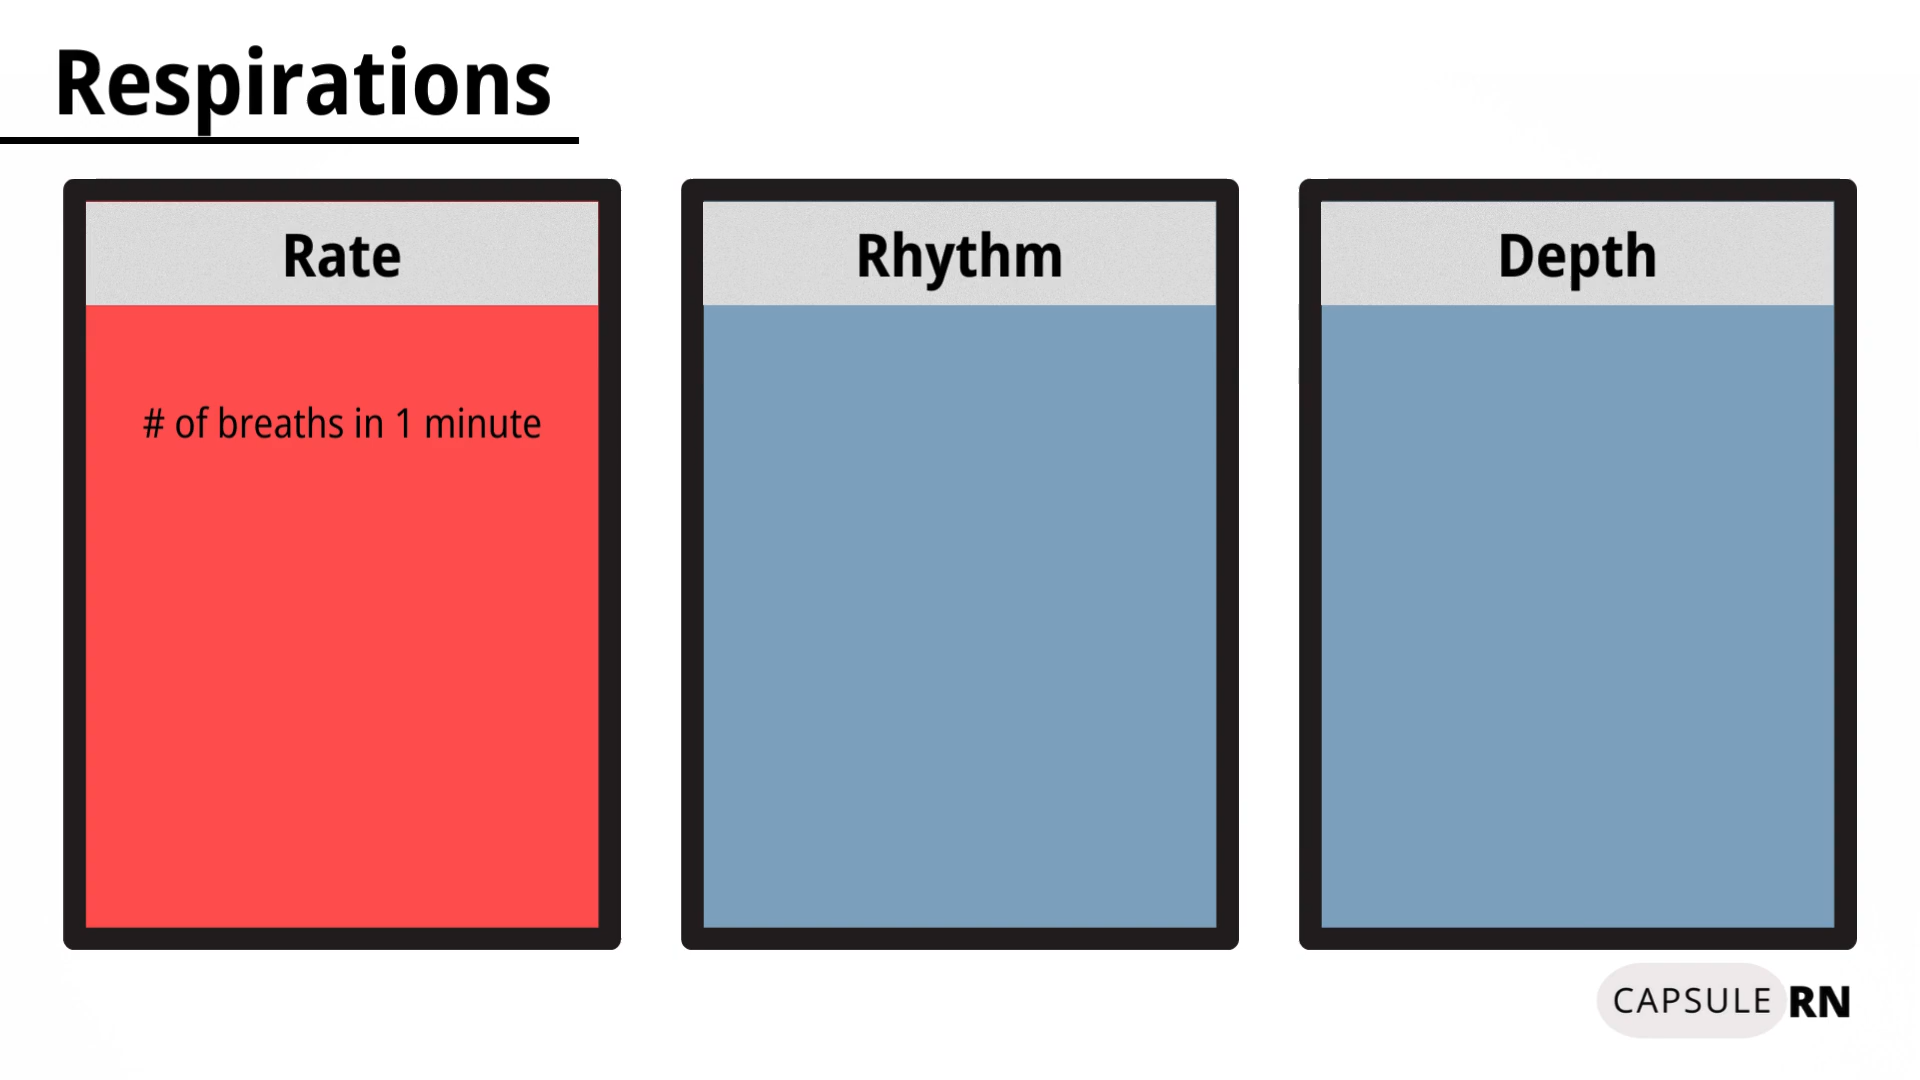 Respirations
Rate
# of breaths in 1 minute
Rhythm
Depth
CAPSULE RN